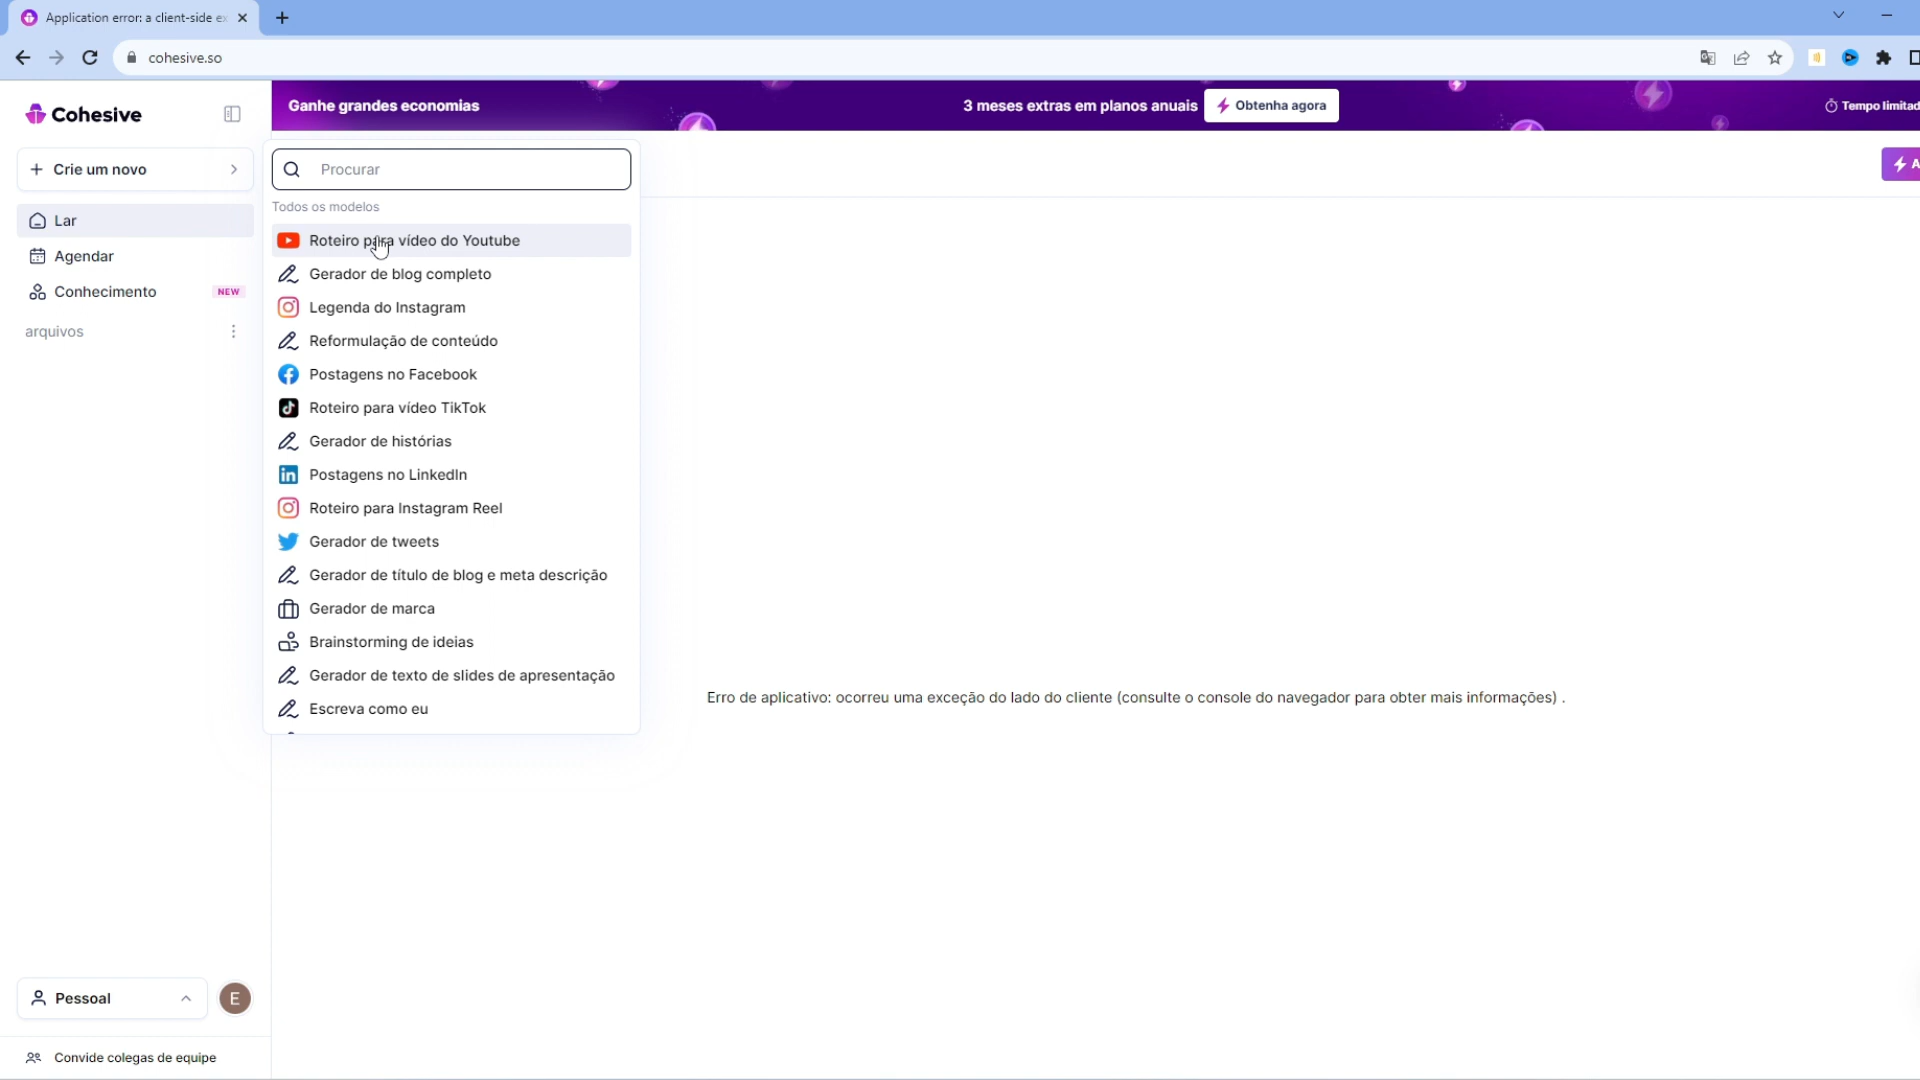 Application error: a client-side ex
cohesive.so
Cohesive
Ganhe grandes economias
3 meses extras em planos anuais
Obtenha agora
Tempo limitad
Crie um novo
Procurar
A
Todos os modelos
Lar
Agendar
Conhecimento
NEW
arquivos
Roteiro para vídeo do Youtube
Gerador de blog completo
Legenda do Instagram
Reformulação de conteúdo
Postagens no Facebook
Roteiro para vídeo TikTok
Gerador de histórias
Postagens no LinkedIn
Roteiro para Instagram Reel
Gerador de tweets
Gerador de título de blog e meta descrição
Gerador de marca
Brainstorming de ideias
Gerador de texto de slides de apresentação
Escreva como eu
Erro de aplicativo: ocorreu uma exceção do lado do cliente (consulte o console do navegador para obter mais informações) .
Pessoal
E
Convide colegas de equipe